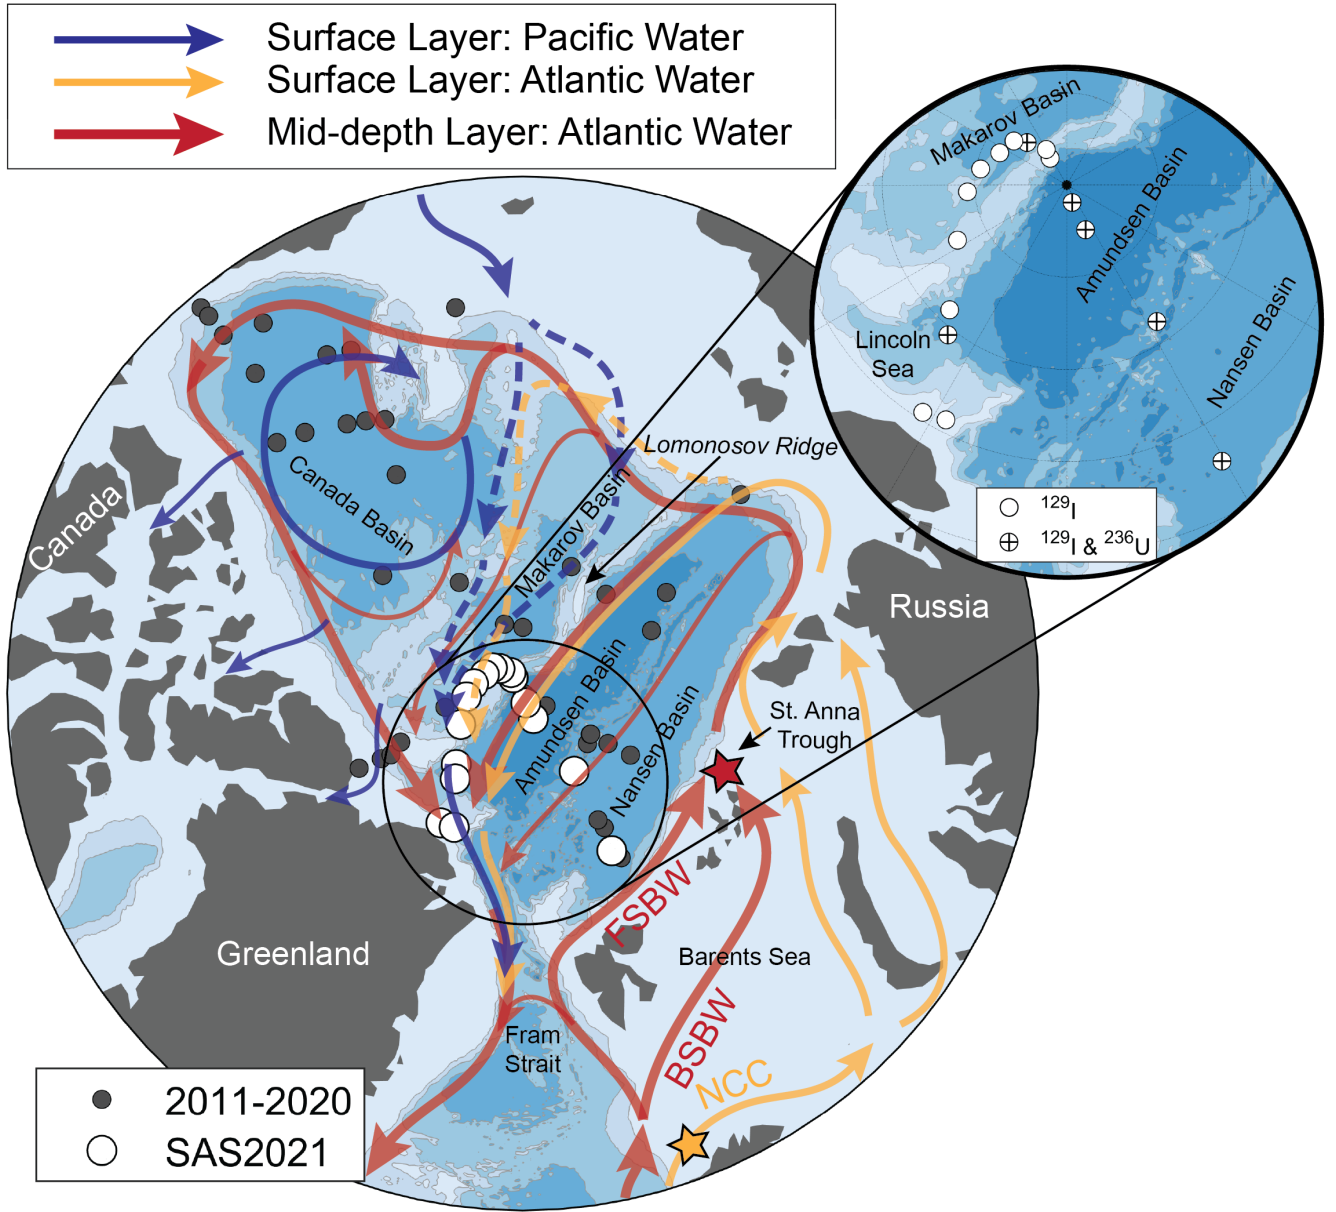 Surface Layer: Pacific Water
Surface Layer: Atlantic Water
Mid-depth Layer: Atlantic Water
Makarov Basin
Amundsen Basin
Nansen Basin
Lincoln
Sea
129I
129I & 236U
Lomonosov Ridge
Canada
Canada Basin
Makarov Basin
Russia
Amundsen Basin
Nansen Basin
St. Anna
Trough
FSBW
Barents Sea
Greenland
BSBW
Fram
Strait
NCC
2011-2020
SAS2021